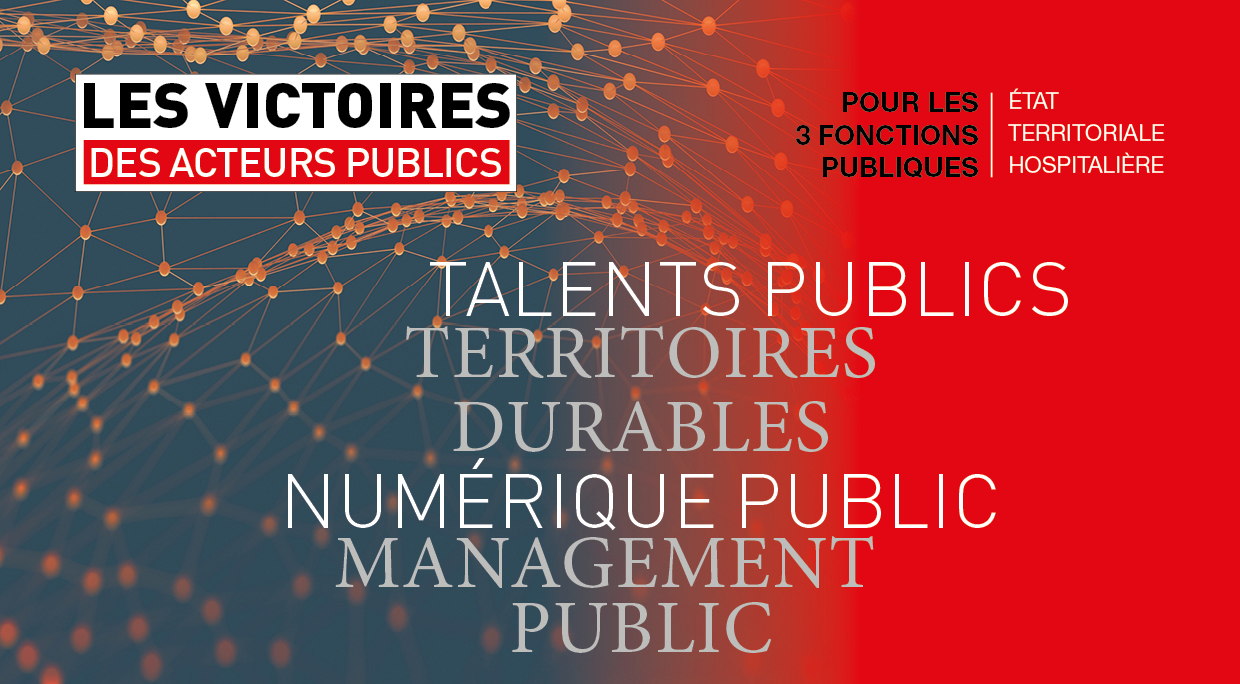 LES VICTOIRES
DES ACTEURS PUBLICS
POUR LES
3 FONCTIONS
PUBLIQUES
ÉTAT
TERRITORIALE
HOSPITALIÈRE
TALENTS PUBLICS
TERRITOIRES
DURABLES
NUMÉRIQUE PUBLIC
MANAGEMENT
PUBLIC